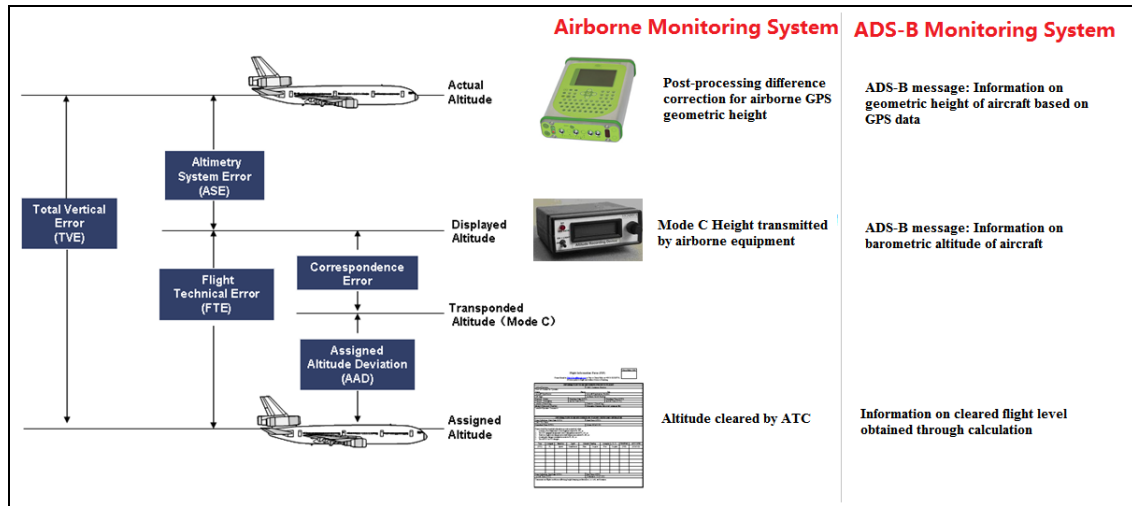 Airborne Monitoring System
ADS-B Monitoring System
Actual
Altitude
Post-processing difference
correction for airborne GPS
geometric height
ADS-B message: Information on
geometric height of aircraft based on
GPS data
Altimetry
System Error
(ASE)
Total Vertical
Error
(TVE)
Displayed
Altitude
Mode C Height transmitted
by airborne equipment
ADS-B message: Information on
barometric altitude of aircraft
Flight
Technical Error
(FTE)
Correspondence
Error
Transponded
Altitude（Mode C）
Assigned
Altitude Deviation
(AAD)
Assigned
Altitude
Altitude cleared by ATC
Information on cleared flight level
obtained through calculation